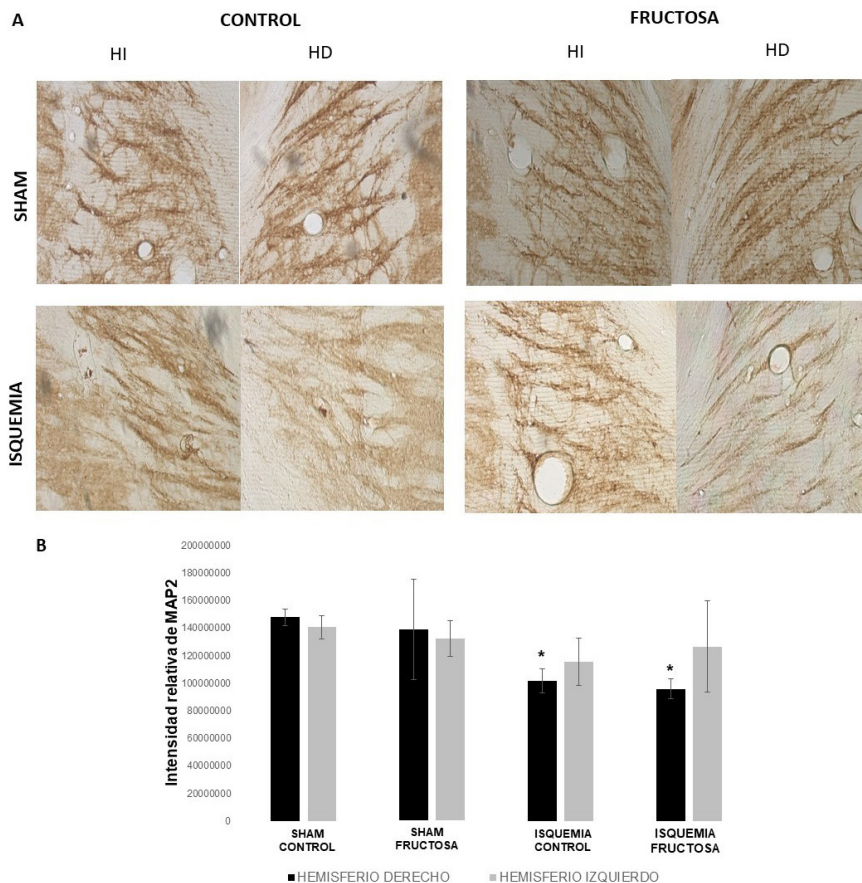 A
CONTROL
FRUCTOSA
HI
HD
HI
HD
SHAM
ISQUEMIA
B
Intensidad relativa de MAP2
200000000
180000000
160000000
140000000
120000000
100000000
80000000
60000000
40000000
20000000
0
*
*
SHAM
CONTROL
SHAM
FRUCTOSA
ISQUEMIA
CONTROL
ISQUEMIA
FRUCTOSA
HEMISFERIO DERECHO
HEMISFERIO IZQUIERDO